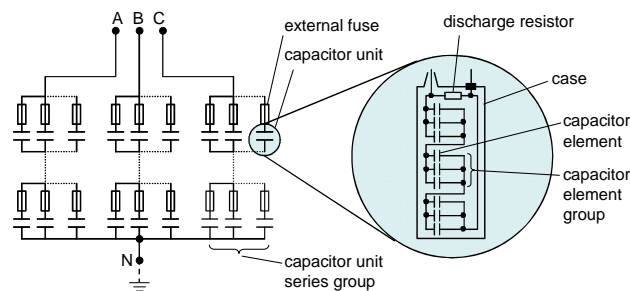 A B C
external fuse
capacitor unit
discharge resistor
case
capacitor
element
capacitor
element
group
N
capacitor unit
series group